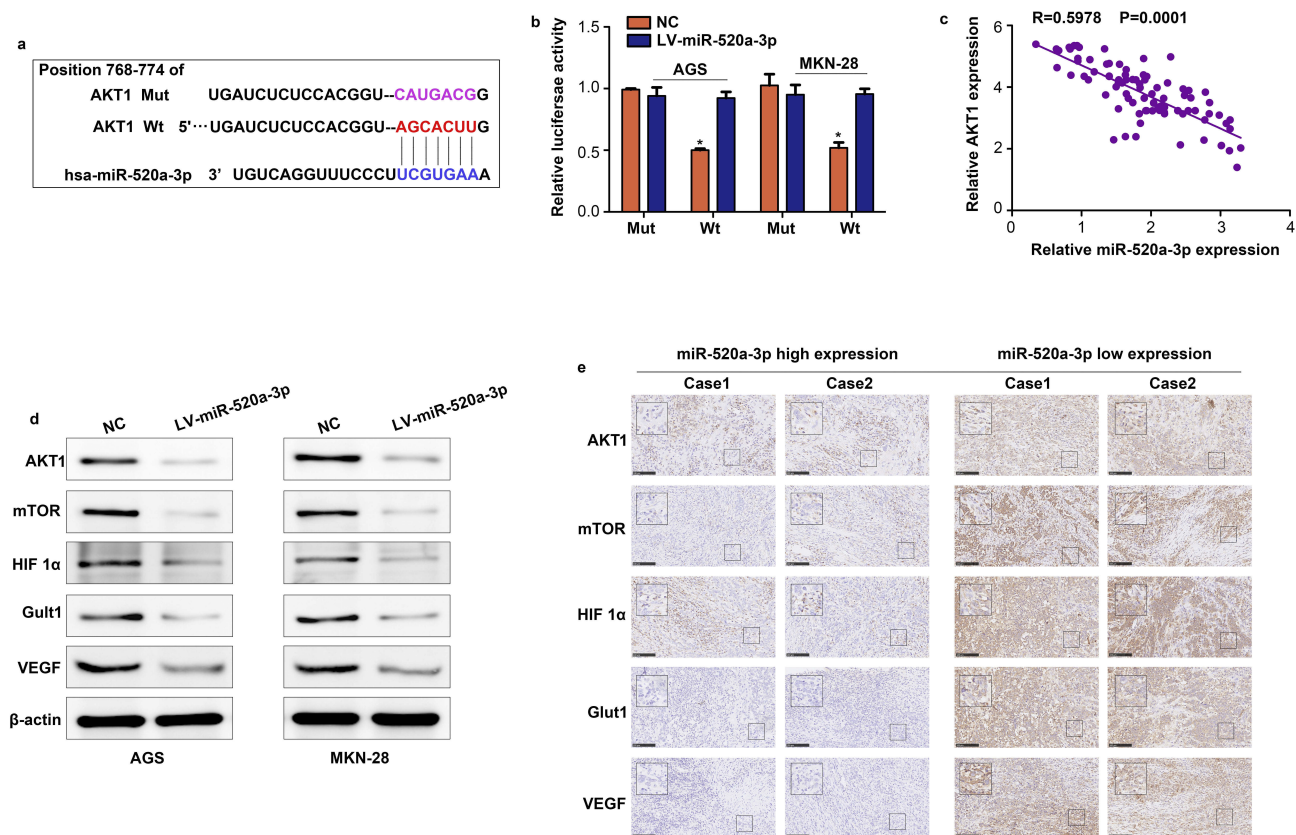 a
Position 768-774 of
AKT1 Mut UGAUCUCUCCACGGU--CAUGACGG
AKT1 Wt 5'···UGAUCUCUCCACGGU--AGCACUUG
hsa-miR-520a-3p 3' UGUCAGGUUUCCCUUCGUGAAA
b
NC
LV-miR-520a-3p
Relative lucifersae activity
1.5
1.0
0.5
0.0
AGS
MKN-28
*
*
Mut
Wt
Mut
Wt
c
R=0.5978 P=0.0001
Relative AKT1 expression
6
4
2
0
0
1
2
3
4
Relative miR-520a-3p expression
d
NC
LV-miR-520a-3p
NC
LV-miR-520a-3p
AKT1
mTOR
HIF 1α
Gult1
VEGF
β-actin
AGS
MKN-28
e
miR-520a-3p high expression
miR-520a-3p low expression
Case1
Case2
Case1
Case2
AKT1
mTOR
HIF 1α
Glut1
VEGF